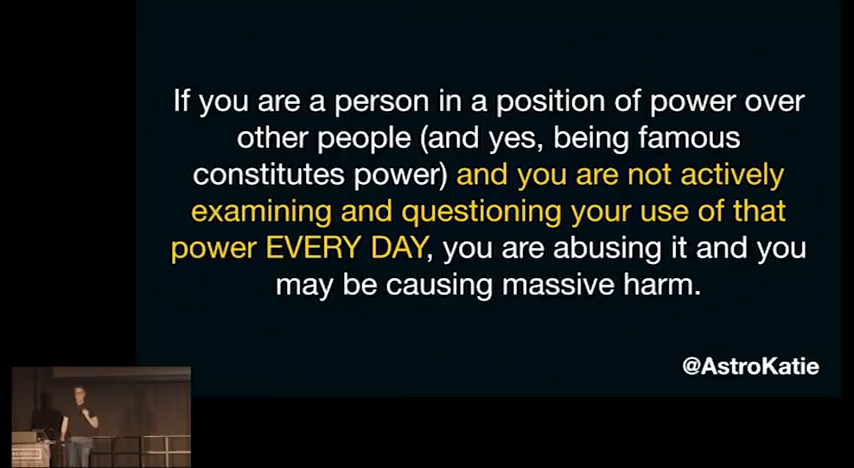 If you are a person in a position of power over
other people (and yes, being famous
constitutes power) and you are not actively
examining and questioning your use of that
power EVERY DAY, you are abusing it and you
may be causing massive harm.
@AstroKatie